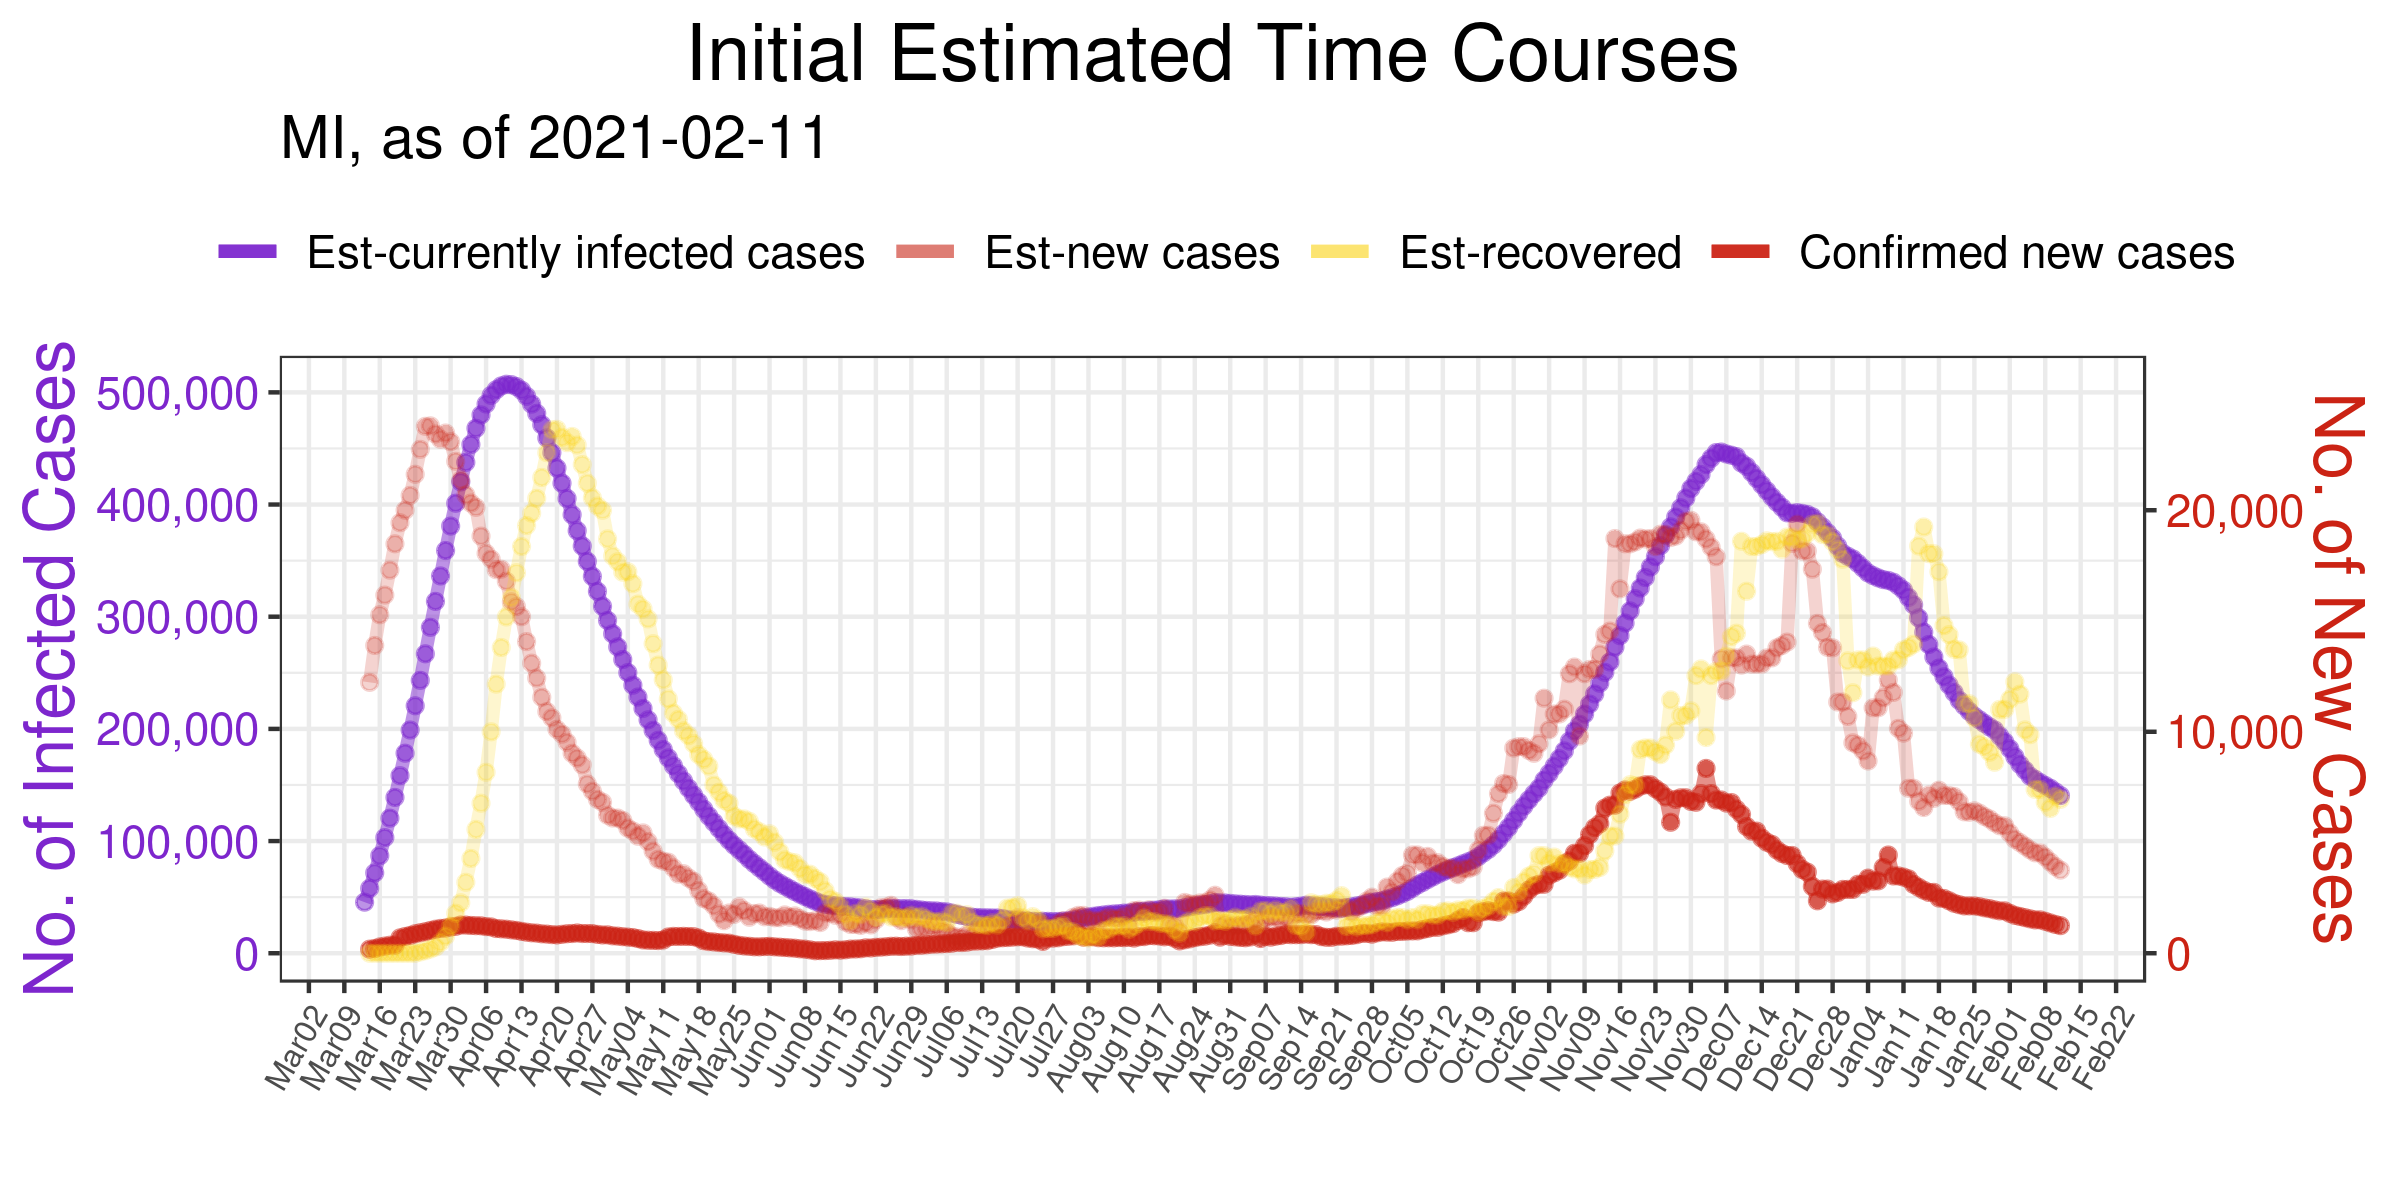 Initial Estimated Time Courses
MI, as of 2021-02-11
Est-currently infected cases Est-new cases Est-recovered Confirmed new cases
No. of Infected Cases
500,000
400,000
300,000
200,000
100,000
0
20,000
10,000
0
No. of New Cases
Mar02
Mar09
Mar16
Mar23
Mar30
Apr06
Apr13
Apr20
Apr27
May04
May11
May18
May25
Jun01
Jun08
Jun15
Jun22
Jun29
Jul06
Jul13
Jul20
Jul27
Aug03
Aug10
Aug17
Aug24
Aug31
Sep07
Sep14
Sep21
Sep28
Oct05
Oct12
Oct19
Oct26
Nov02
Nov09
Nov16
Nov23
Nov30
Dec07
Dec14
Dec21
Dec28
Jan04
Jan11
Jan18
Jan25
Feb01
Feb08
Feb15
Feb22